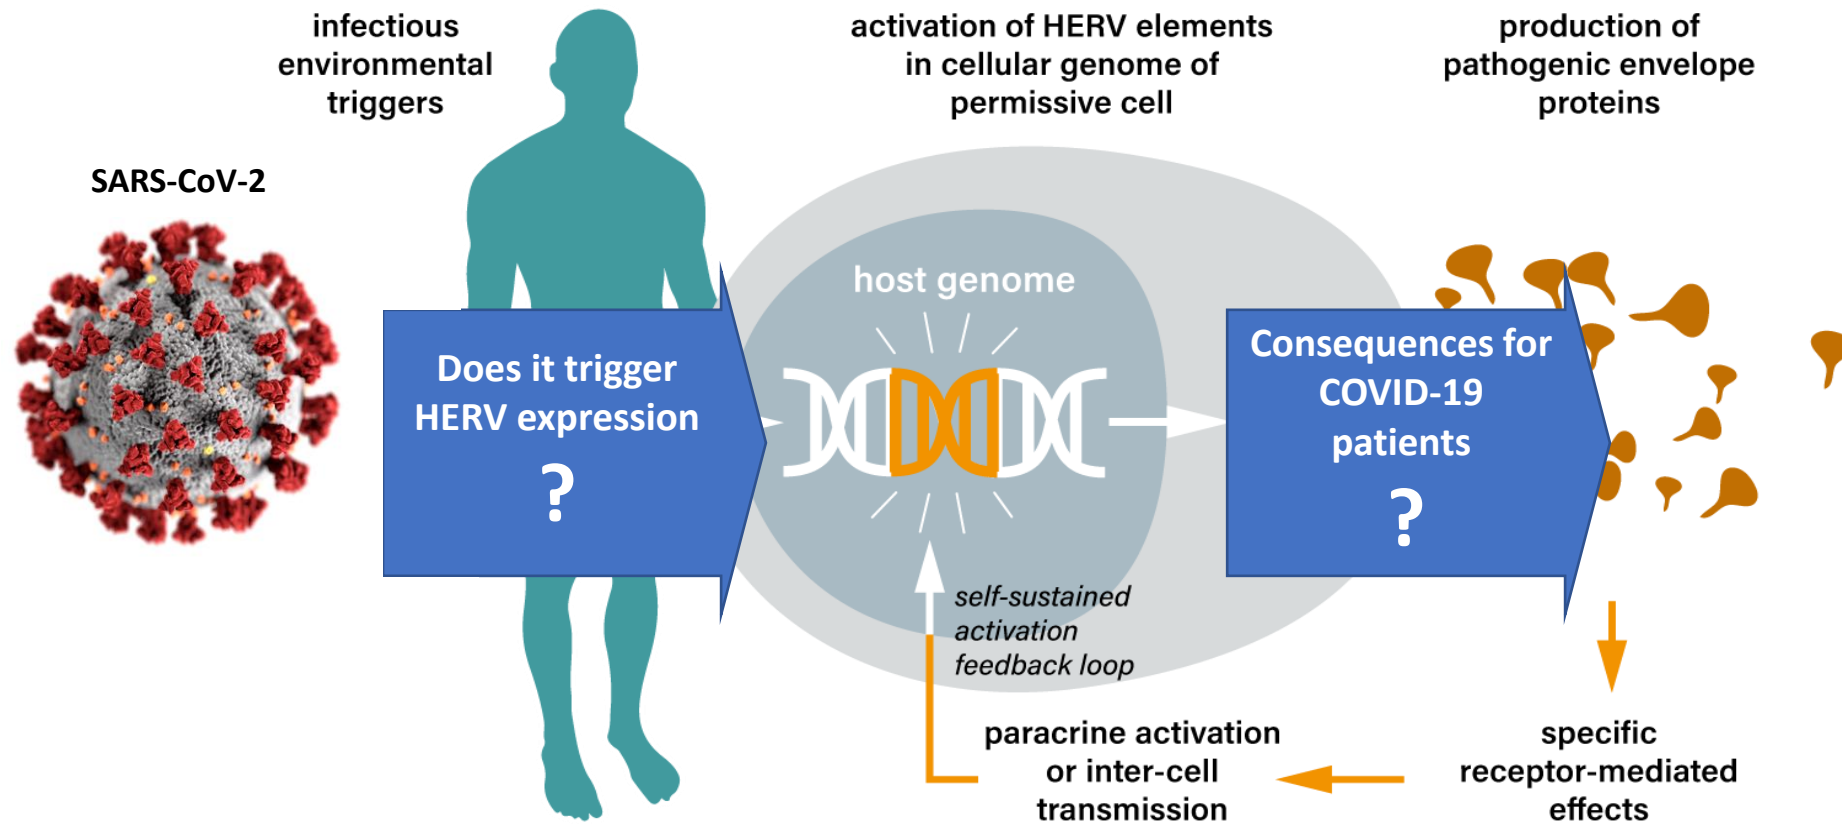 infectious
environmental
triggers
activation of HERV elements
in cellular genome of
permissive cell
production of
pathogenic envelope
proteins
SARS-CoV-2
host genome
Does it trigger
HERV expression
?
Consequences for
COVID-19
patients
?
self-sustained
activation
feedback loop
paracrine activation
or inter-cell
transmission
specific
receptor-mediated
effects